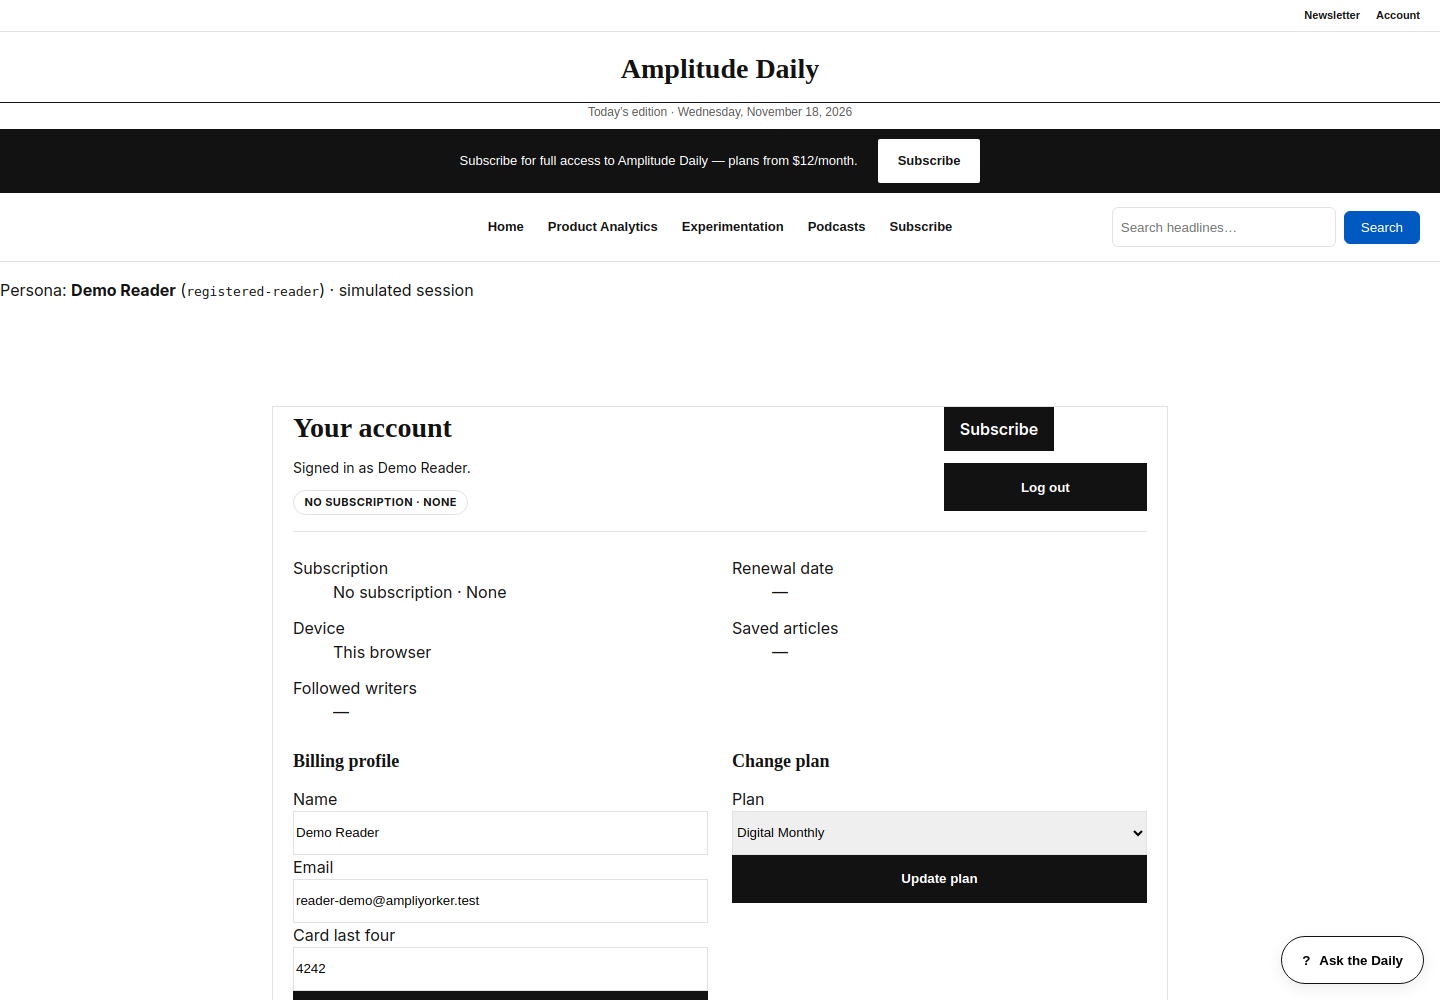 Newsletter Account
Amplitude Daily
Today's edition · Wednesday, November 18, 2026
Subscribe for full access to Amplitude Daily — plans from $12/month. Subscribe
Home Product Analytics Experimentation Podcasts Subscribe Search headlines… Search
Persona: Demo Reader (registered-reader) · simulated session
Your account
Subscribe
Signed in as Demo Reader.
Log out
NO SUBSCRIPTION · NONE
Subscription
No subscription · None
Renewal date
—
Device
This browser
Saved articles
—
Followed writers
—
Billing profile
Name
Demo Reader
Email
reader-demo@ampliyorker.test
Card last four
4242
Change plan
Plan
Digital Monthly
Update plan
? Ask the Daily